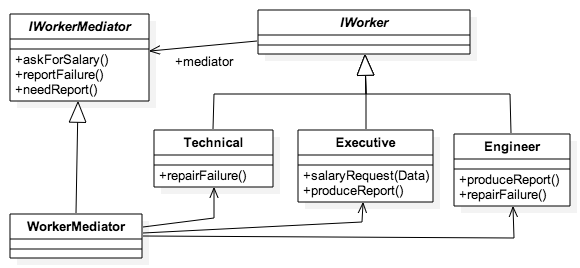 IWorkerMediator
+askForSalary()
+reportFailure()
+needReport()
IWorker
+mediator
Technical
+repairFailure()
Executive
+salaryRequest(Data)
+produceReport()
Engineer
+produceReport()
+repairFailure()
WorkerMediator